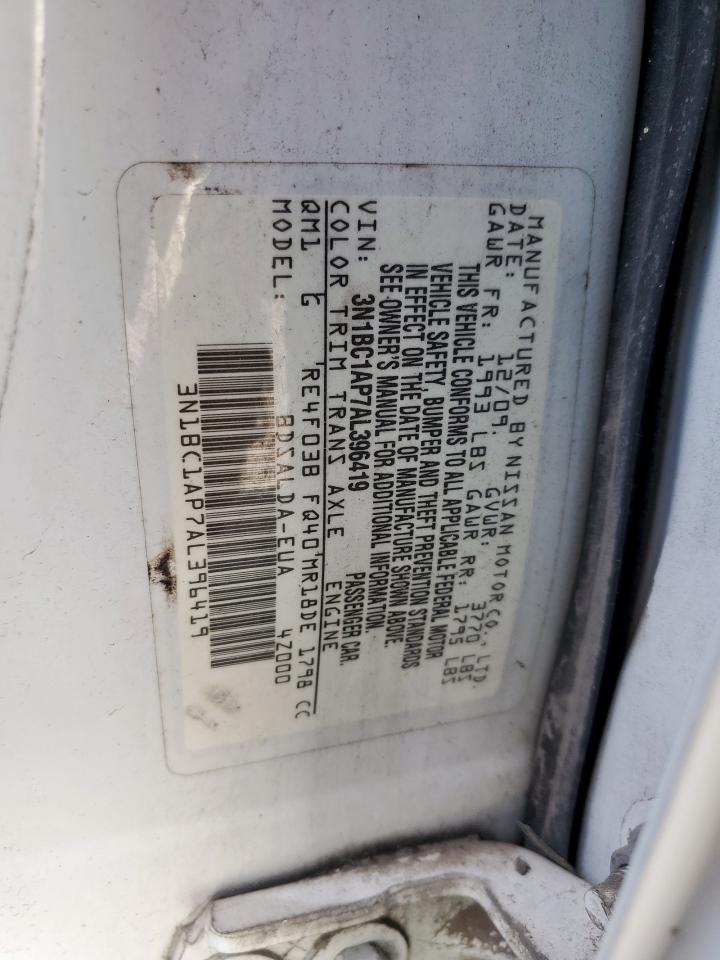 MANUFACTURED BY NISSAN MOTOR CO., LTD.
DATE: 12/09. GVWR: 3770 LBS
GAWR FR: 1993 LBS GAWR RR: 1795 LBS
THIS VEHICLE CONFORMS TO ALL APPLICABLE FEDERAL MOTOR
VEHICLE SAFETY, BUMPER AND THEFT PREVENTION STANDARDS
IN EFFECT ON THE DATE OF MANUFACTURE SHOWN ABOVE.
SEE OWNER'S MANUAL FOR ADDITIONAL INFORMATION.
VIN: 3N1BC1AP7AL396419 PASSENGER CAR.
COLOR TRIM TRANS AXLE ENGINE
QM1 G RE4F03B FQ40 MR18DE 1798 CC
MODEL: BDSALDA-EUA 4Z000
3N1BC1AP7AL396419